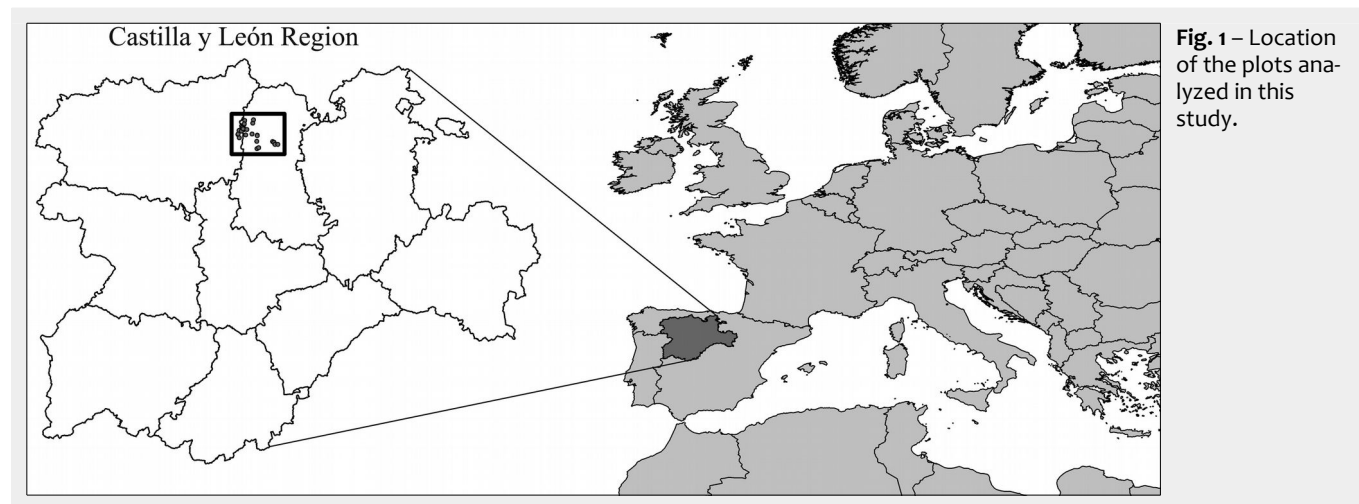 Castilla y León Region
Fig. 1 – Location
of the plots ana-
lyzed in this
study.